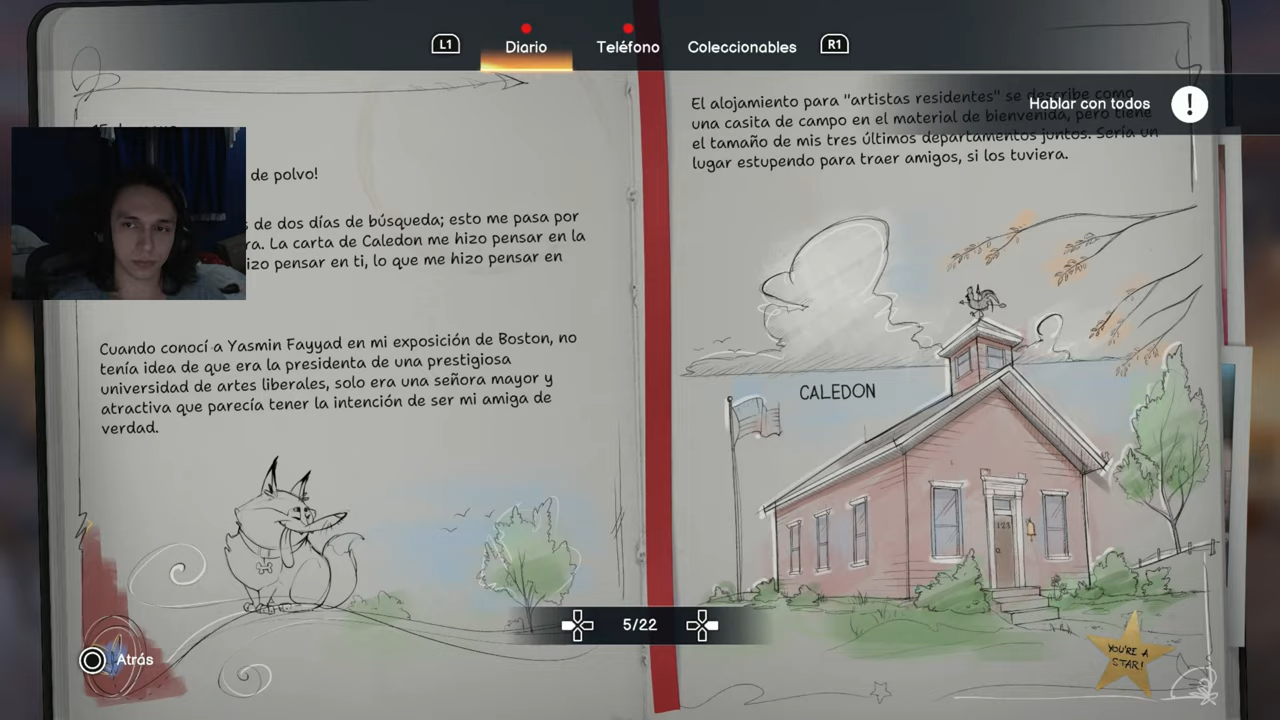 L1
Diario
Teléfono
Coleccionables
R1
Hablar con todos
!
de polvo!
de dos días de búsqueda; esto me pasa por
ra. La carta de Caledon me hizo pensar en la
izo pensar en ti, lo que me hizo pensar en
Cuando conocí a Yasmin Fayyad en mi exposición de Boston, no
tenía idea de que era la presidenta de una prestigiosa
universidad de artes liberales, solo era una señora mayor y
atractiva que parecía tener la intención de ser mi amiga de
verdad.
El alojamiento para "artistas residentes" se describe como
una casita de campo en el material de bienvenida, pero tiene
el tamaño de mis tres últimos departamentos juntos. Sería un
lugar estupendo para traer amigos, si los tuviera.
CALEDON
123
YOU'RE A
STAR!
5/22
Atrás